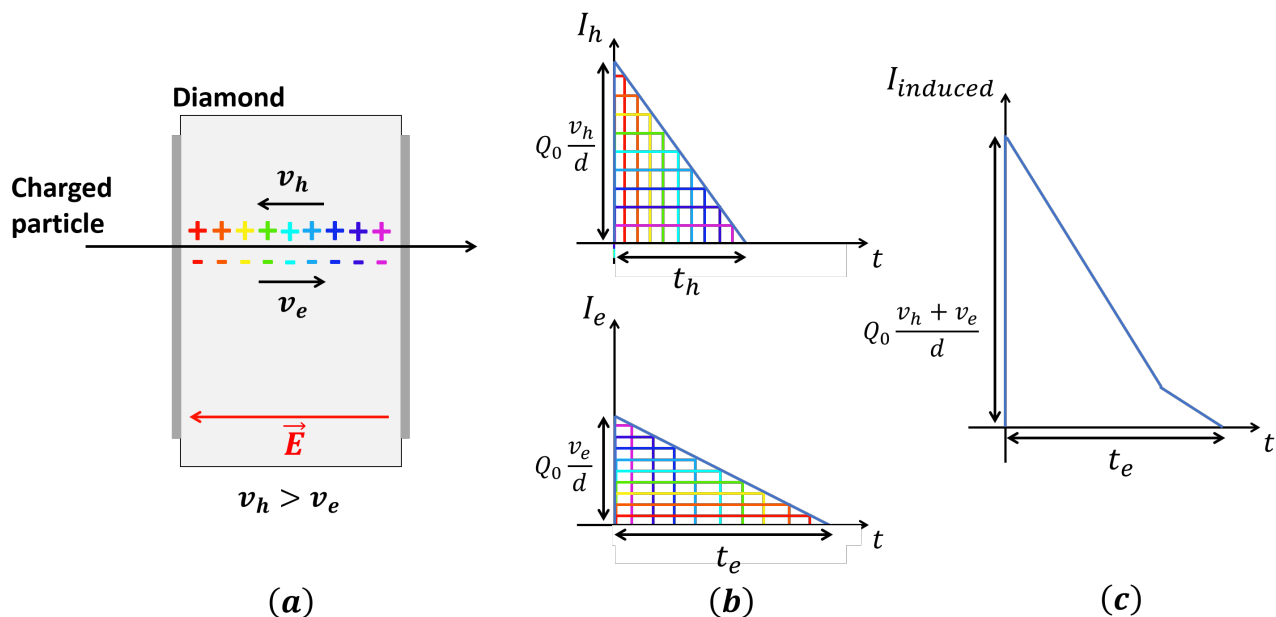 Diamond
Charged
particle
v_h
+ + + + + + + + +
- - - - - - - - -
v_e
E⃗
v_h > v_e
(a)
I_h
Q_0 v_h/d
t
t_h
I_e
Q_0 v_e/d
t
t_e
(b)
I_induced
Q_0 (v_h + v_e)/d
t
t_e
(c)